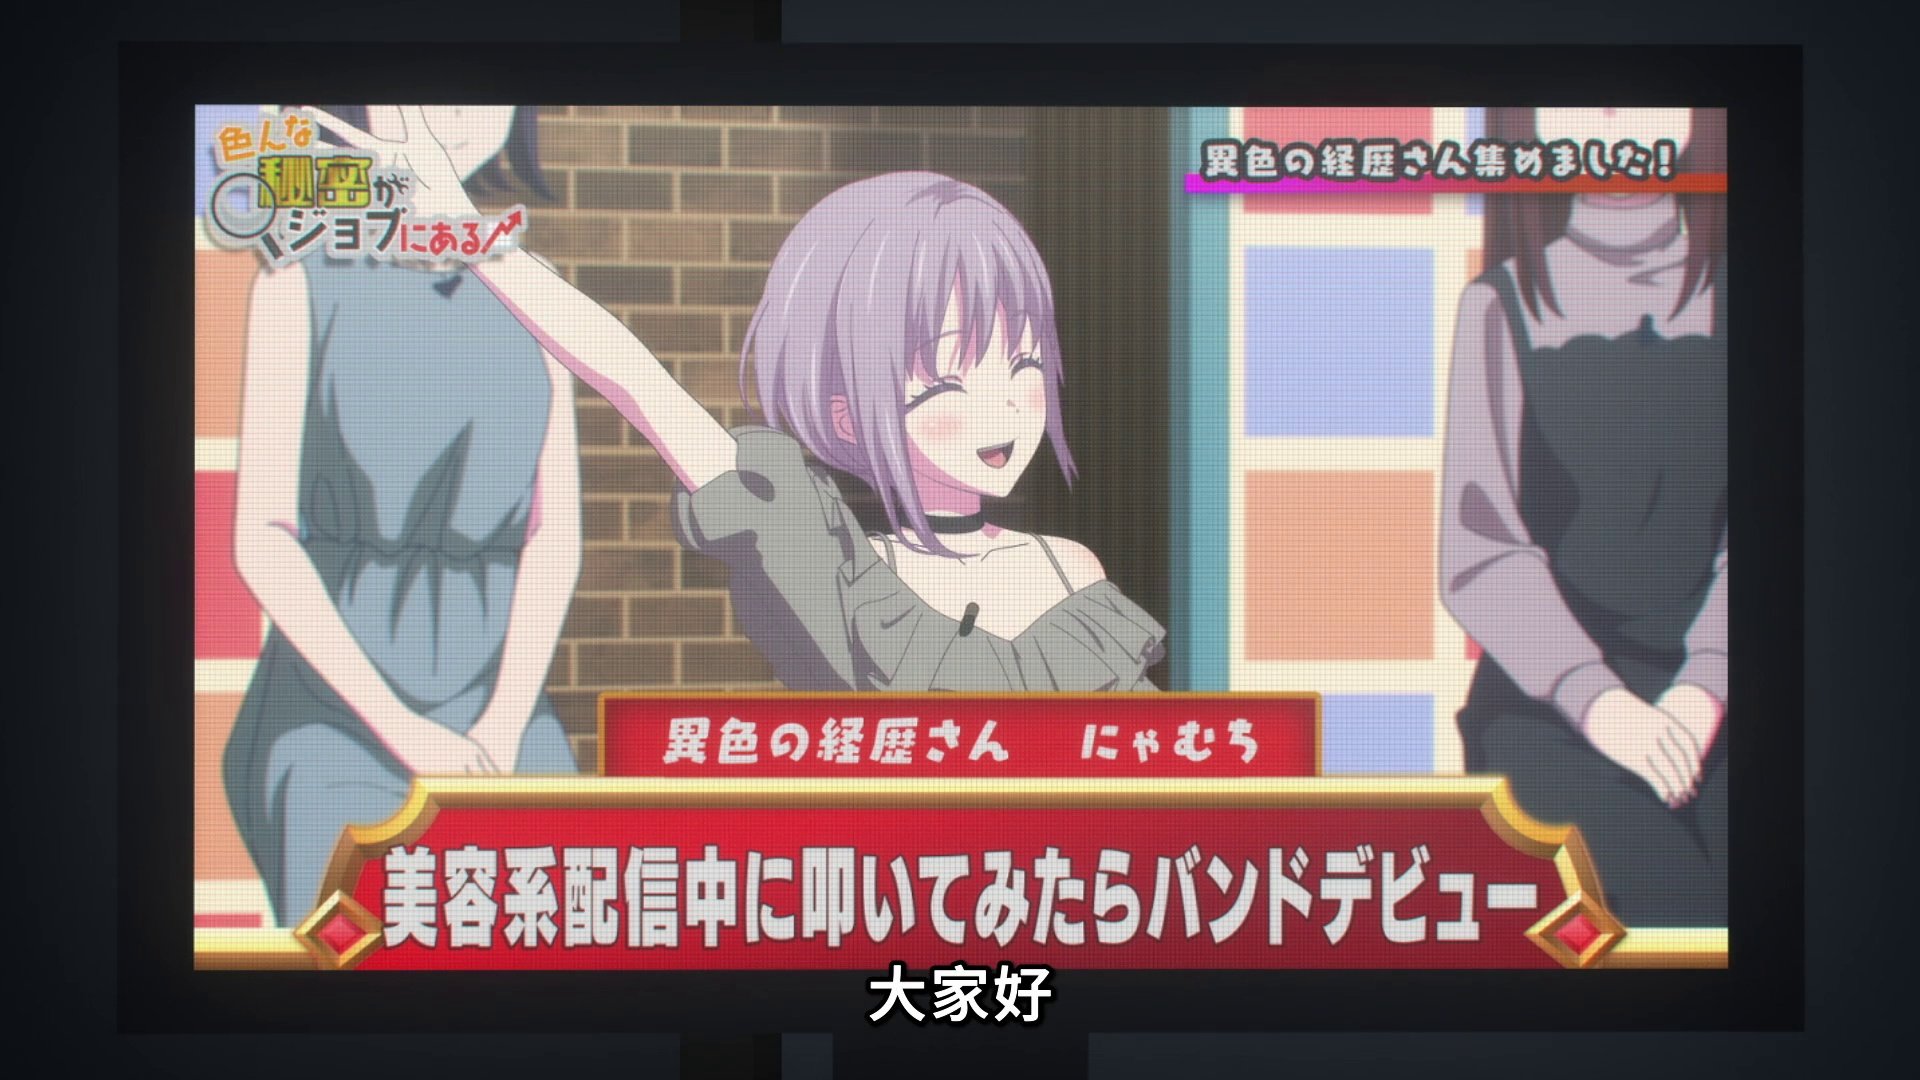 色んな
秘密が
ジョブにある
異色の経歴さん集めました!
異色の経歴さん　にゃむち
美容系配信中に叩いてみたらバンドデビュー
大家好